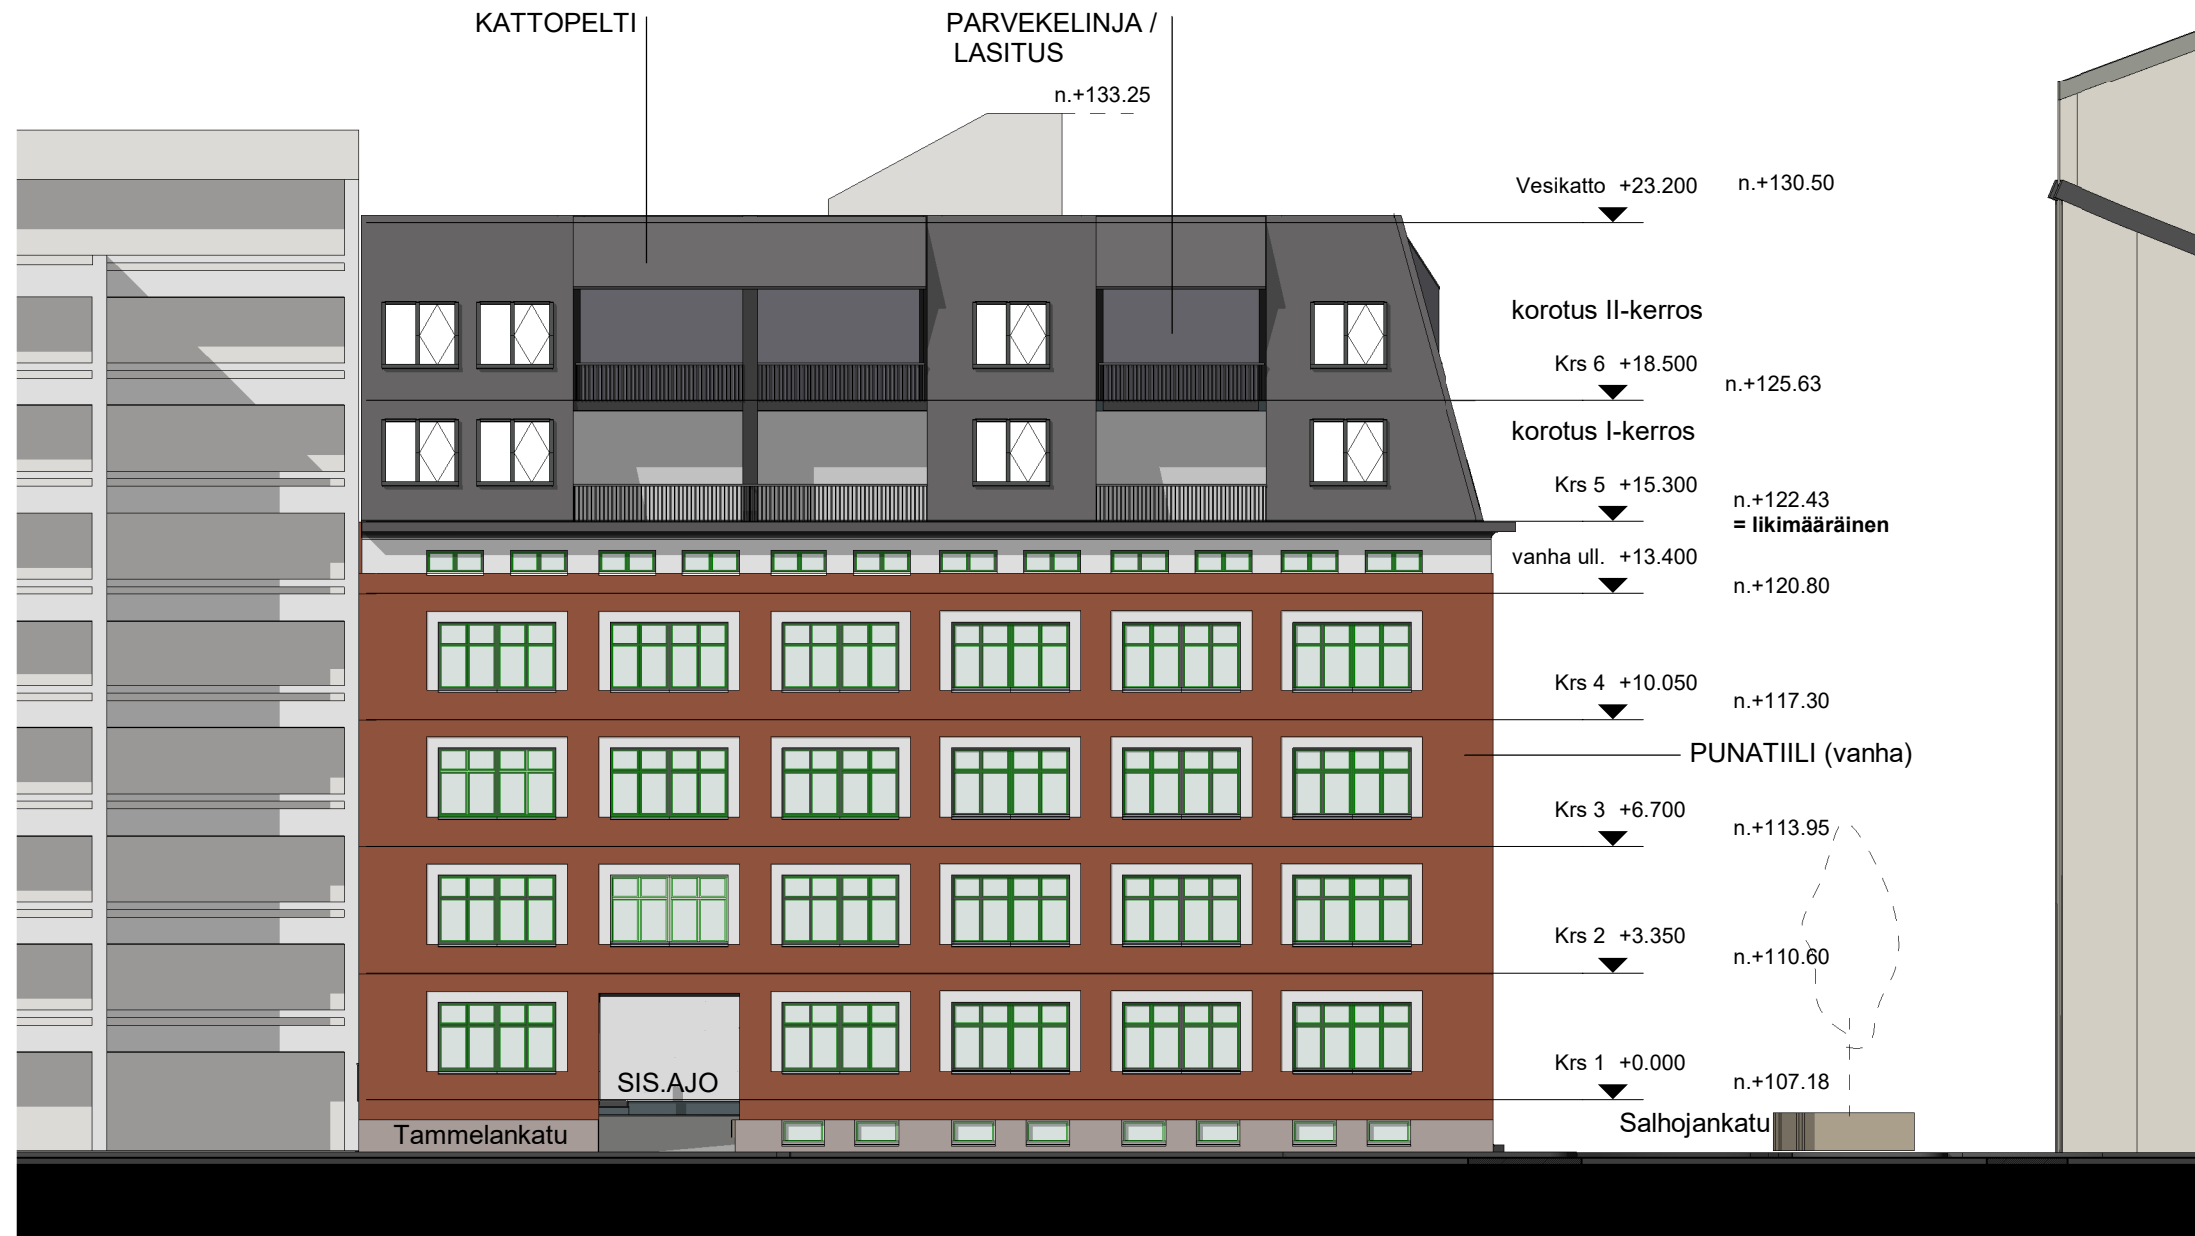 KATTOPELTI
PARVEKELINJA /
LASITUS
n.+133.25
Vesikatto +23.200 n.+130.50
korotus II-kerros
Krs 6 +18.500
n.+125.63
korotus I-kerros
Krs 5 +15.300
n.+122.43
= likimääräinen
vanha ull. +13.400
n.+120.80
Krs 4 +10.050
n.+117.30
PUNATIILI (vanha)
Krs 3 +6.700
n.+113.95
Krs 2 +3.350
n.+110.60
Krs 1 +0.000
n.+107.18
SIS.AJO
Salhojankatu
Tammelankatu